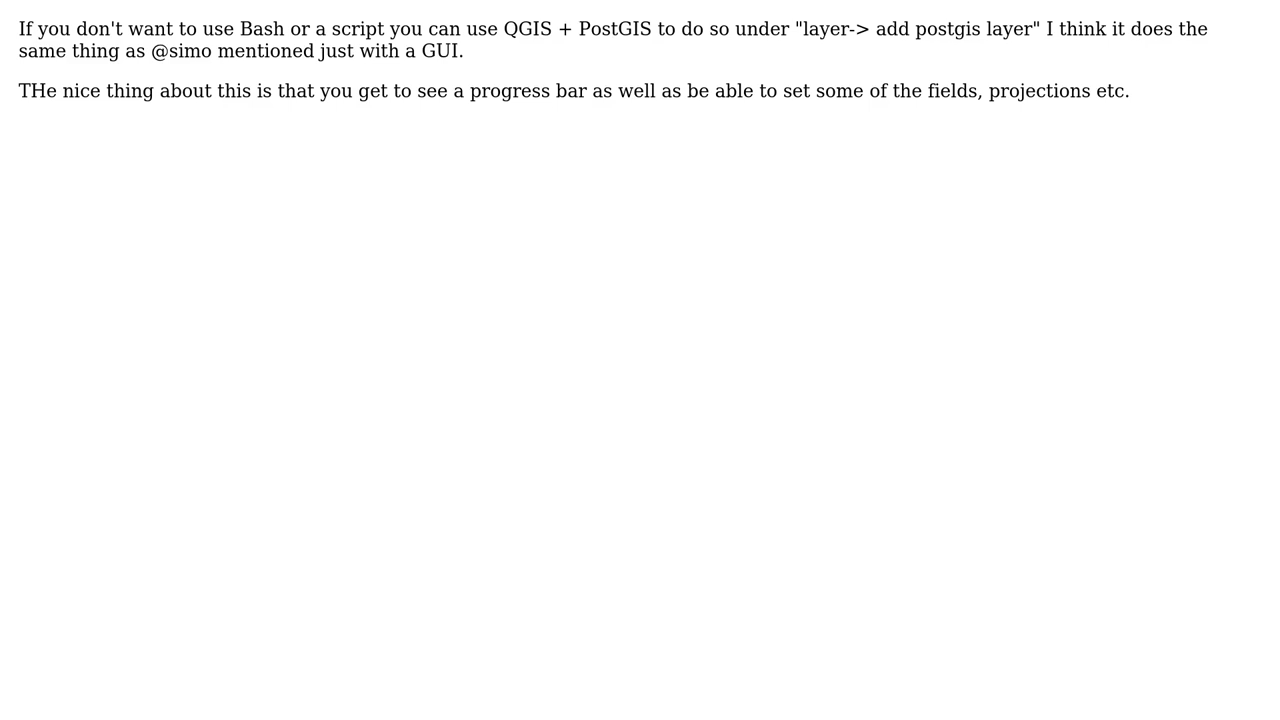 If you don't want to use Bash or a script you can use QGIS + PostGIS to do so under "layer-> add postgis layer" I think it does the
same thing as @simo mentioned just with a GUI.
THe nice thing about this is that you get to see a progress bar as well as be able to set some of the fields, projections etc.